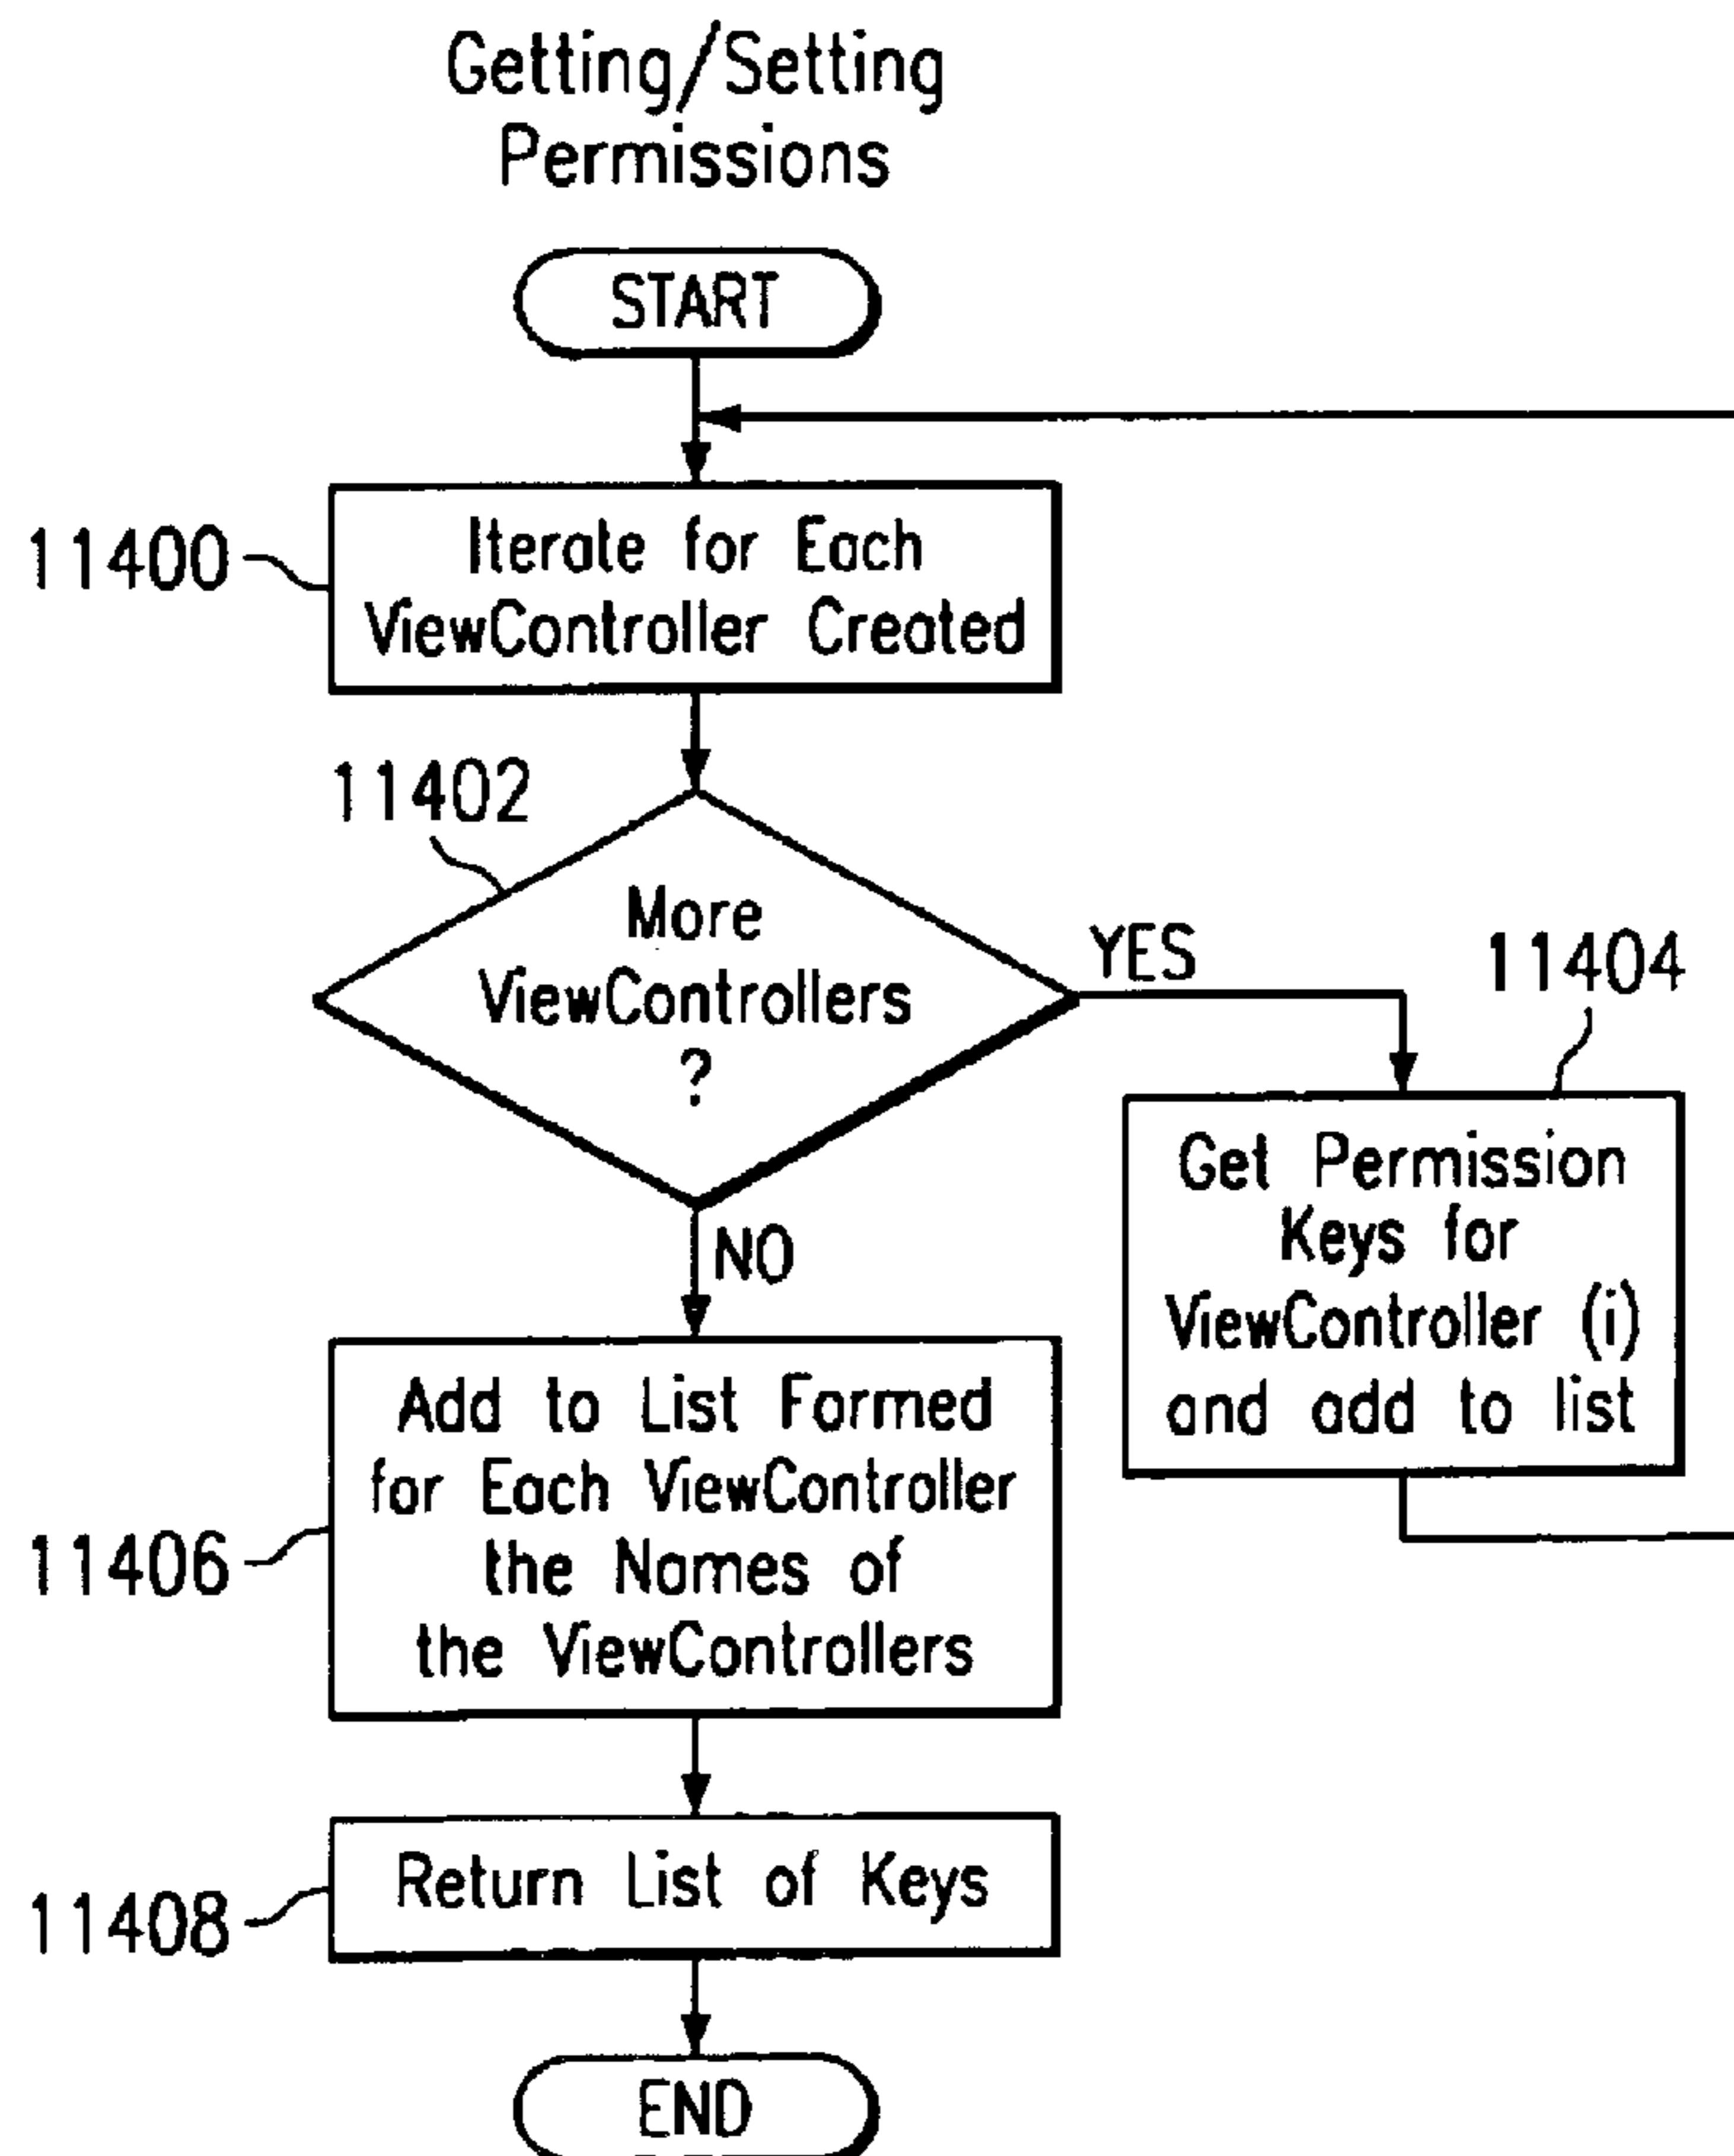 Getting/Setting
Permissions
START
11400
Iterate for Each
ViewController Created
11402
More
ViewControllers
?
YES
NO
11404
Get Permission
Keys for
ViewController (i)
and add to list
11406
Add to List Formed
for Each ViewController
the Names of
the ViewControllers
11408
Return List of Keys
END